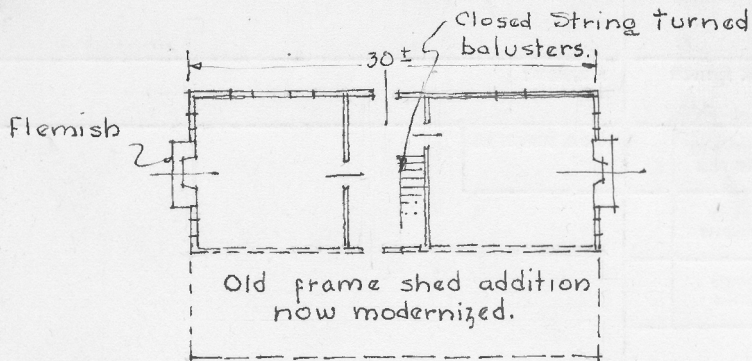 Closed String turned
balusters.
30±
Flemish
Old frame shed addition
now modernized.